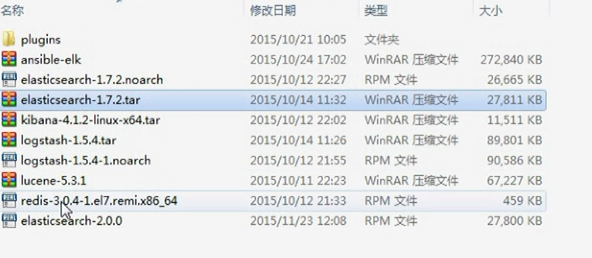 名称 修改日期 类型 大小
plugins 2015/10/21 10:05 文件夹
ansible-elk 2015/10/24 17:02 WinRAR 压缩文件 272,840 KB
elasticsearch-1.7.2.noarch 2015/10/12 22:27 RPM 文件 26,665 KB
elasticsearch-1.7.2.tar 2015/10/14 11:32 WinRAR 压缩文件 27,811 KB
kibana-4.1.2-linux-x64.tar 2015/10/12 22:02 WinRAR 压缩文件 11,511 KB
logstash-1.5.4.tar 2015/10/14 11:26 WinRAR 压缩文件 89,801 KB
logstash-1.5.4-1.noarch 2015/10/12 21:55 RPM 文件 90,586 KB
lucene-5.3.1 2015/10/11 22:23 WinRAR 压缩文件 67,227 KB
redis-3.0.4-1.el7.remi.x86_64 2015/10/12 21:33 RPM 文件 459 KB
elasticsearch-2.0.0 2015/11/23 12:08 RPM 文件 27,800 KB